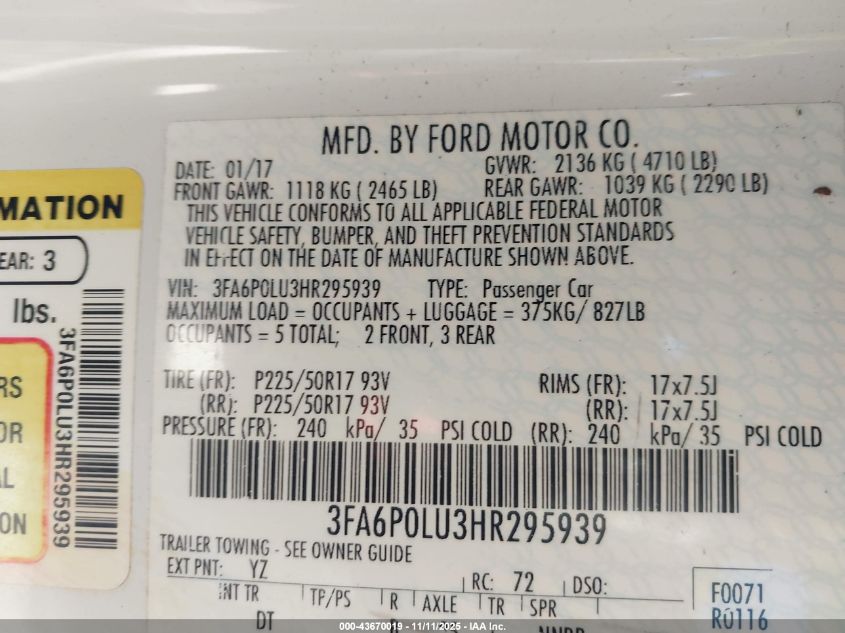 MFD. BY FORD MOTOR CO.
DATE: 01/17 GVWR: 2136 KG ( 4710 LB)
FRONT GAWR: 1118 KG ( 2465 LB) REAR GAWR: 1039 KG ( 2290 LB)
THIS VEHICLE CONFORMS TO ALL APPLICABLE FEDERAL MOTOR
VEHICLE SAFETY, BUMPER, AND THEFT PREVENTION STANDARDS
IN EFFECT ON THE DATE OF MANUFACTURE SHOWN ABOVE.
VIN: 3FA6P0LU3HR295939 TYPE: Passenger Car
MAXIMUM LOAD = OCCUPANTS + LUGGAGE = 375KG/ 827LB
OCCUPANTS = 5 TOTAL; 2 FRONT, 3 REAR
TIRE (FR): P225/50R17 93V RIMS (FR): 17x7.5J
(RR): P225/50R17 93V (RR): 17x7.5J
PRESSURE (FR): 240 kPa/ 35 PSI COLD (RR): 240 kPa/ 35 PSI COLD
3FA6P0LU3HR295939
TRAILER TOWING - SEE OWNER GUIDE
EXT PNT: YZ RC: 72 DSO: F0071
INT TR TP/PS R AXLE TR SPR R0116
DT
MATION
EAR: 3
lbs.
3FA6P0LU3HR295939
RS
OR
AL
ON
000-43670019 - 11/11/2025 - IAA Inc.